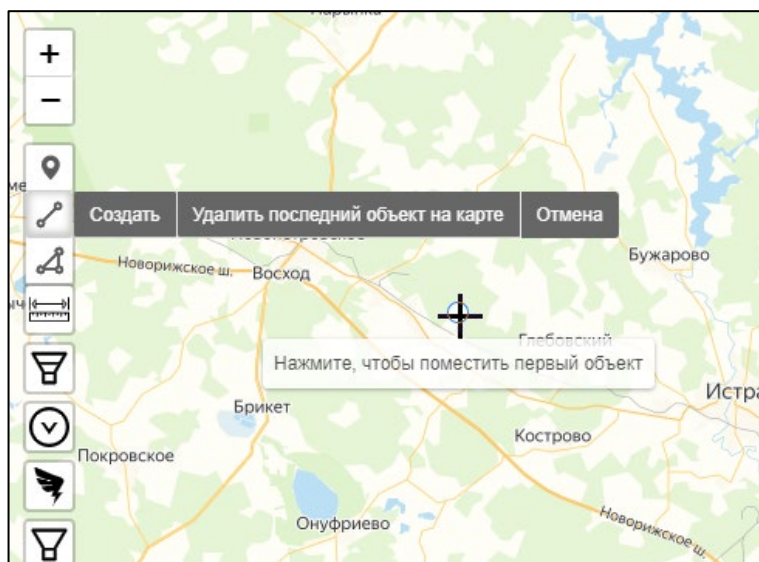 +
−
Создать Удалить последний объект на карте Отмена
Новорижское ш.
Восход
Бужарово
Глебовский
Нажмите, чтобы поместить первый объект
Истра
Брикет
Кострово
Покровское
Онуфриево
Новорижское ш.